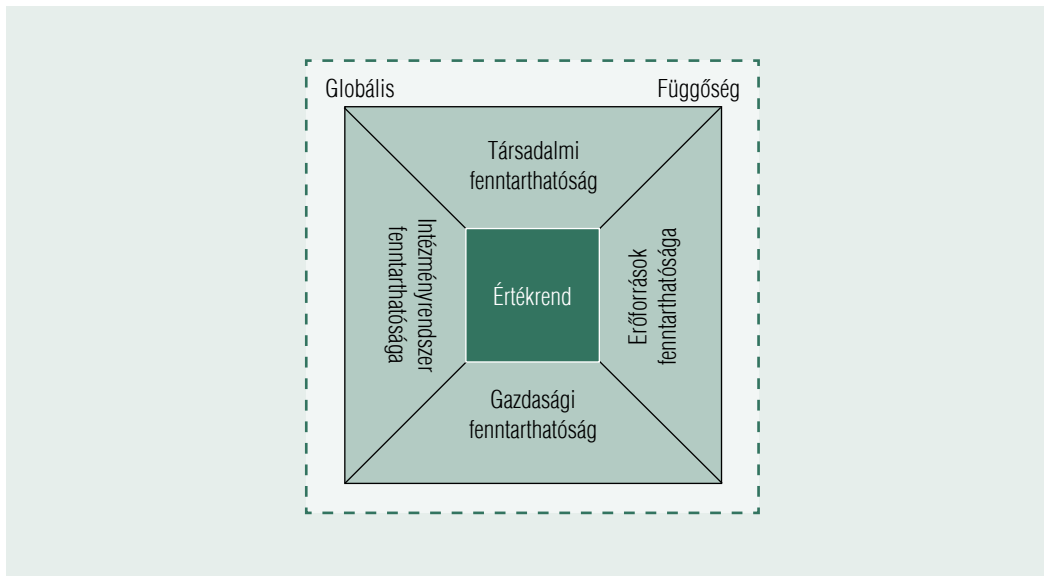 Globális
Függőség
Társadalmi
fenntarthatóság
Intézményrendszer
fenntarthatósága
Értékrend
Erőforrások
fenntarthatósága
Gazdasági
fenntarthatóság